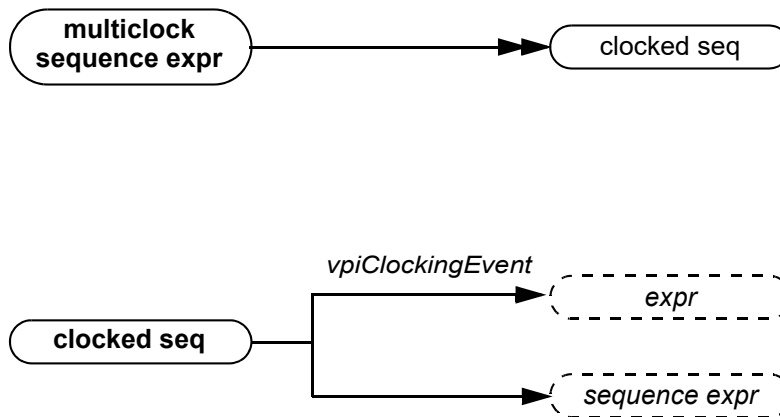 multiclock
sequence expr
clocked seq
vpiClockingEvent
expr
clocked seq
sequence expr